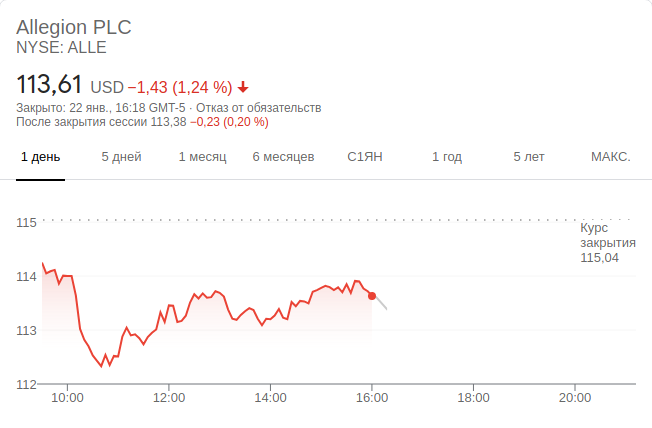 Allegion PLC
NYSE: ALLE
113,61 USD −1,43 (1,24 %)
Закрыто: 22 янв., 16:18 GMT-5 · Отказ от обязательств
После закрытия сессии 113,38 −0,23 (0,20 %)
1 день 5 дней 1 месяц 6 месяцев С1ЯН 1 год 5 лет МАКС.
115
Курс
закрытия
115,04
114
113
112
10:00 12:00 14:00 16:00 18:00 20:00